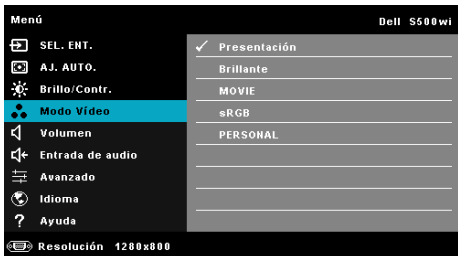 Menú
Dell S500wi
SEL. ENT.
AJ. AUTO.
Brillo/Contr.
Modo Vídeo
Volumen
Entrada de audio
Avanzado
Idioma
? Ayuda
Presentación
Brillante
MOVIE
sRGB
PERSONAL
Resolución 1280x800